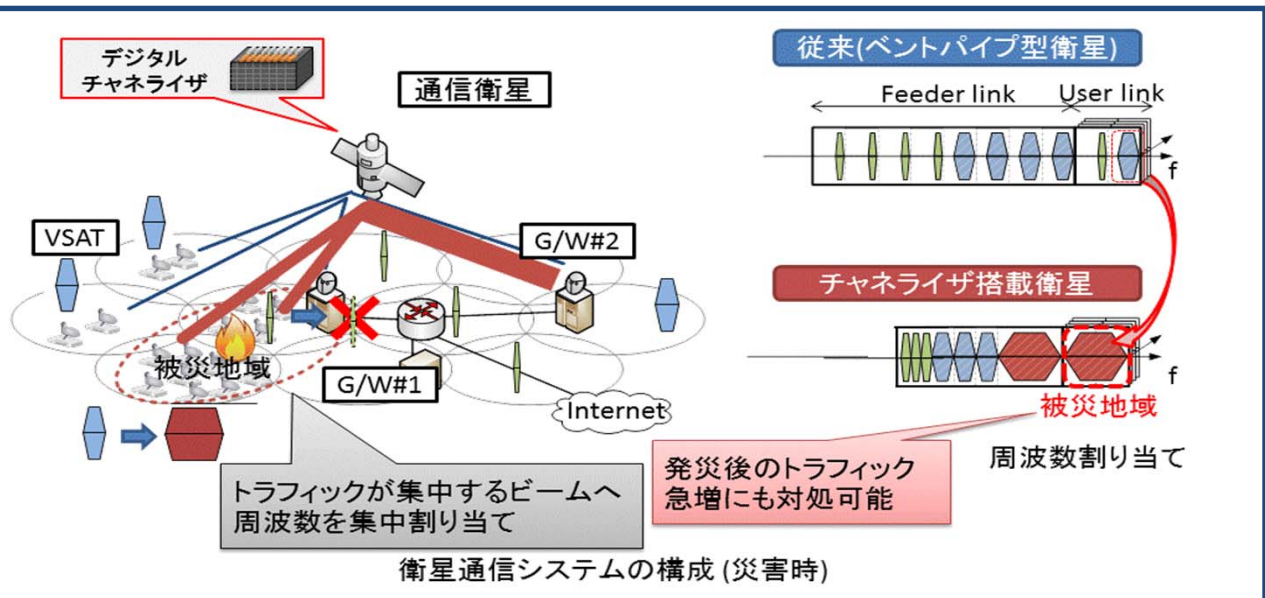 デジタル
チャネライザ
通信衛星
VSAT
G/W#2
被災地域
G/W#1
Internet
トラフィックが集中するビームへ
周波数を集中割り当て
従来(ベントパイプ型衛星)
Feeder link
User link
f
チャネライザ搭載衛星
f
被災地域
周波数割り当て
発災後のトラフィック
急増にも対処可能
衛星通信システムの構成 (災害時)